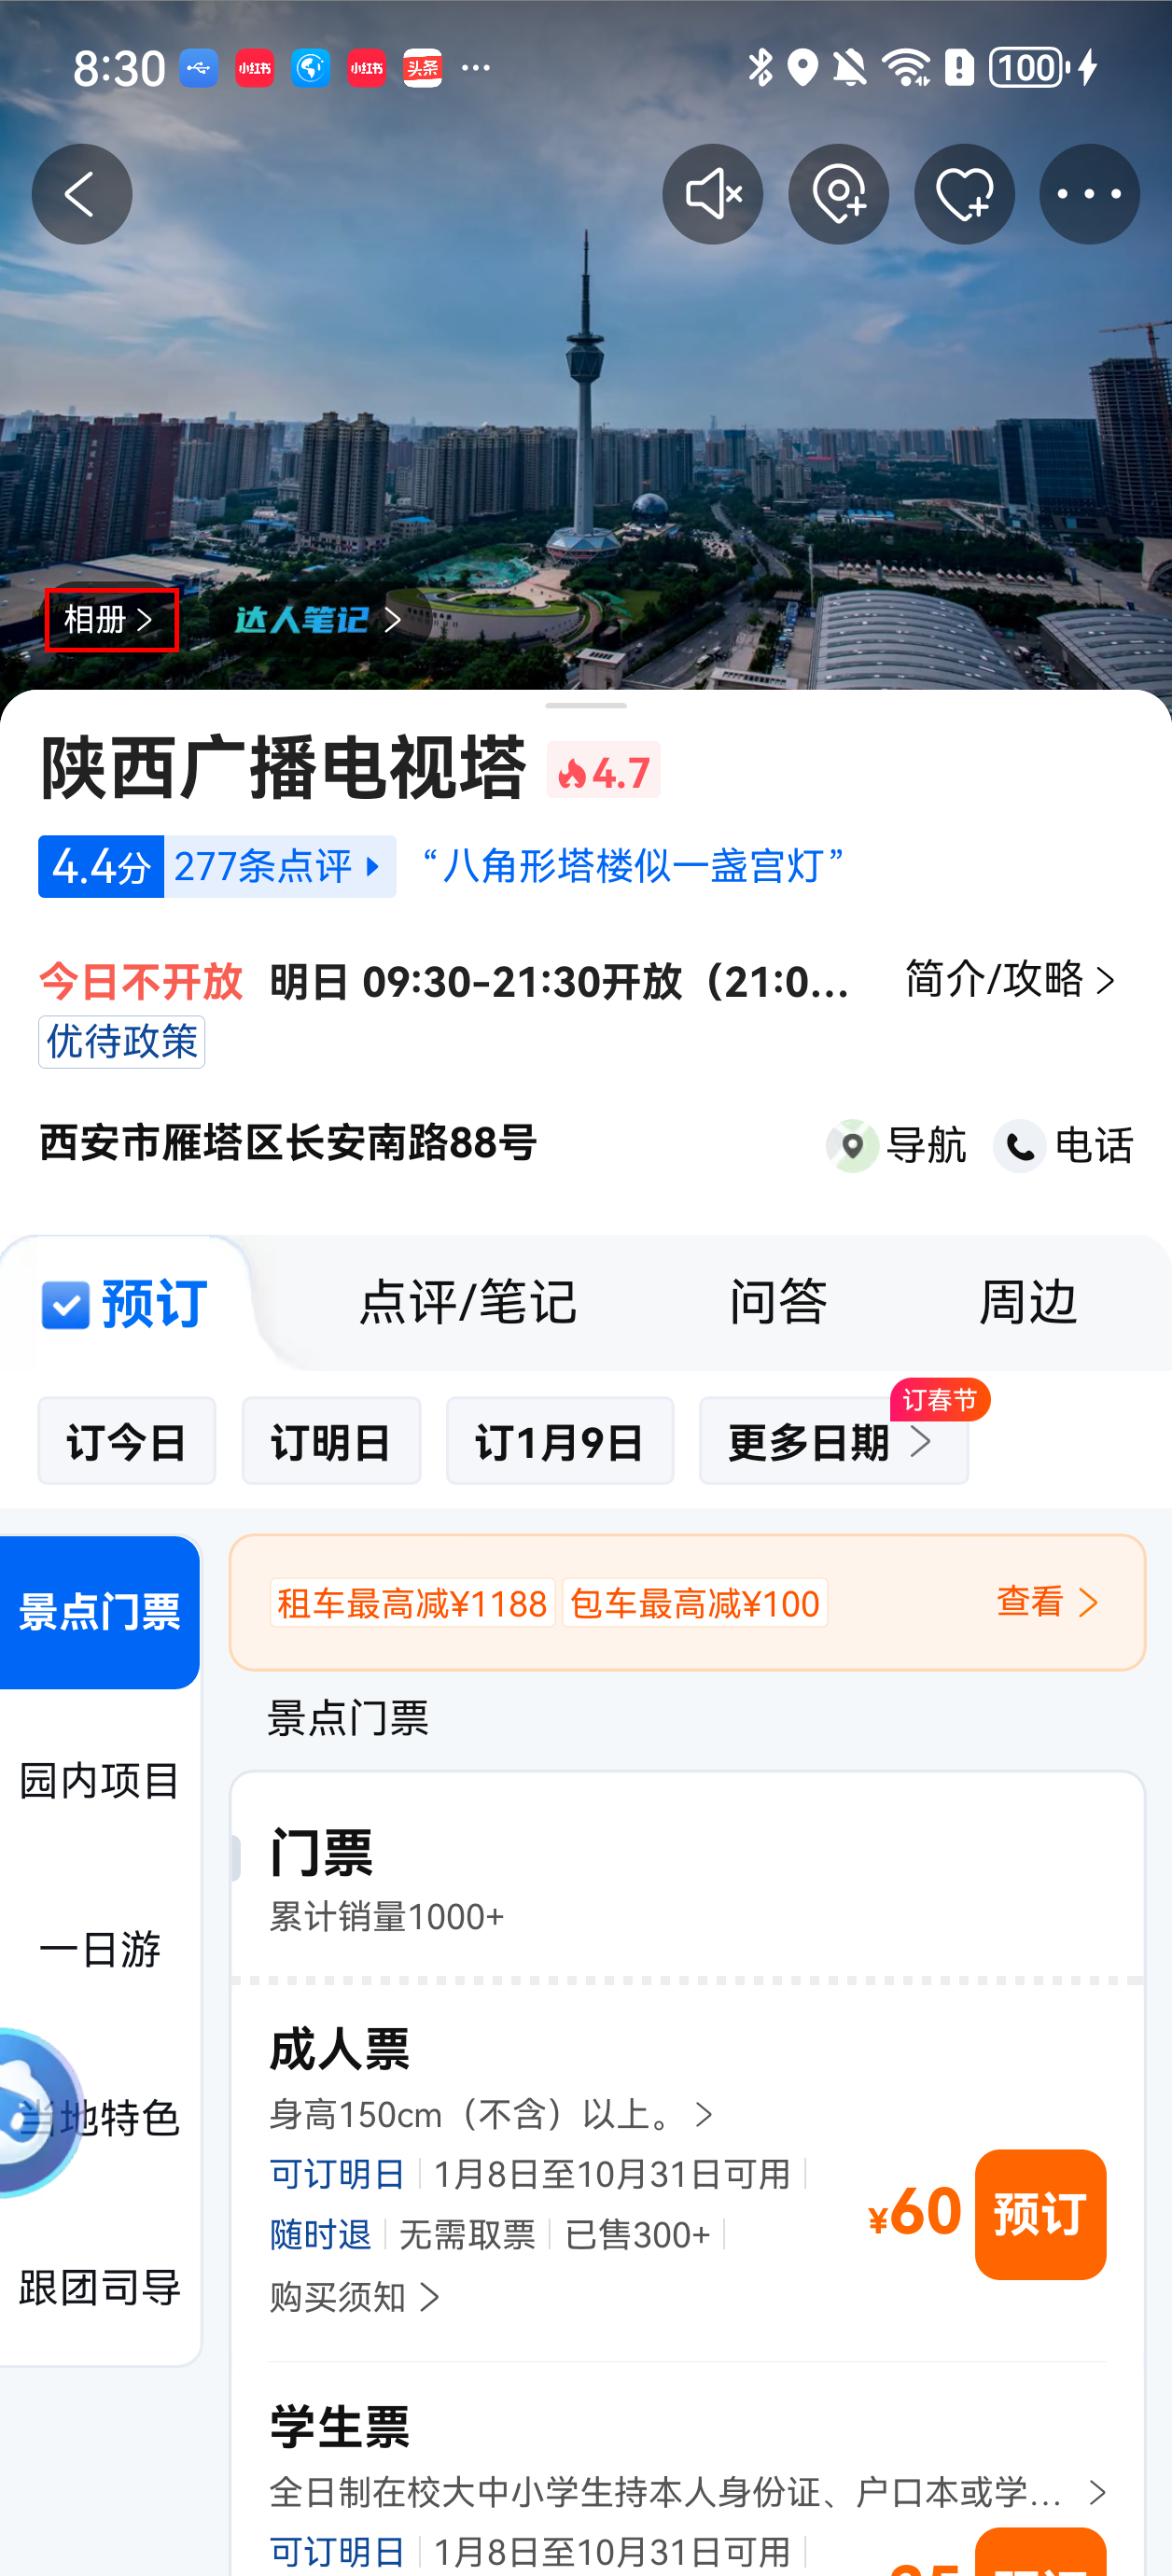 8:30 小红书 小红书 头条 ... 100
相册 > 达人笔记 >
陕西广播电视塔 4.7
4.4分 277条点评 “八角形塔楼似一盏宫灯”
今日不开放 明日 09:30-21:30开放（21:0... 简介/攻略 >
优待政策
西安市雁塔区长安南路88号 导航 电话
预订 点评/笔记 问答 周边
订春节
订今日 订明日 订1月9日 更多日期 >
景点门票
园内项目
一日游
当地特色
跟团司导
租车最高减¥1188 包车最高减¥100 查看 >
景点门票
门票
累计销量1000+
成人票
身高150cm（不含）以上。 >
可订明日 1月8日至10月31日可用
随时退 无需取票 已售300+
¥60 预订
购买须知 >
学生票
全日制在校大中小学生持本人身份证、户口本或学... >
可订明日 1月8日至10月31日可用